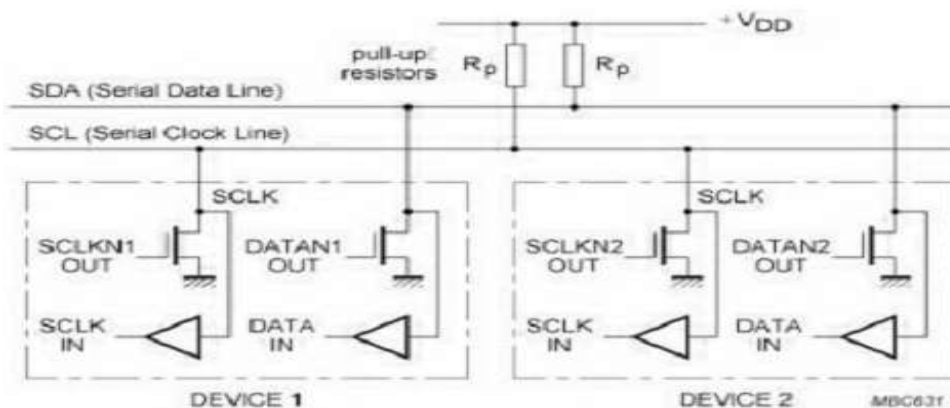 +VDD
pull-up
resistors
Rp
Rp
SDA (Serial Data Line)
SCL (Serial Clock Line)
SCLK
SCLK
SCLKN1
OUT
DATAN1
OUT
SCLKN2
OUT
DATAN2
OUT
SCLK
IN
DATA
IN
SCLK
IN
DATA
IN
DEVICE 1
DEVICE 2
MBC631